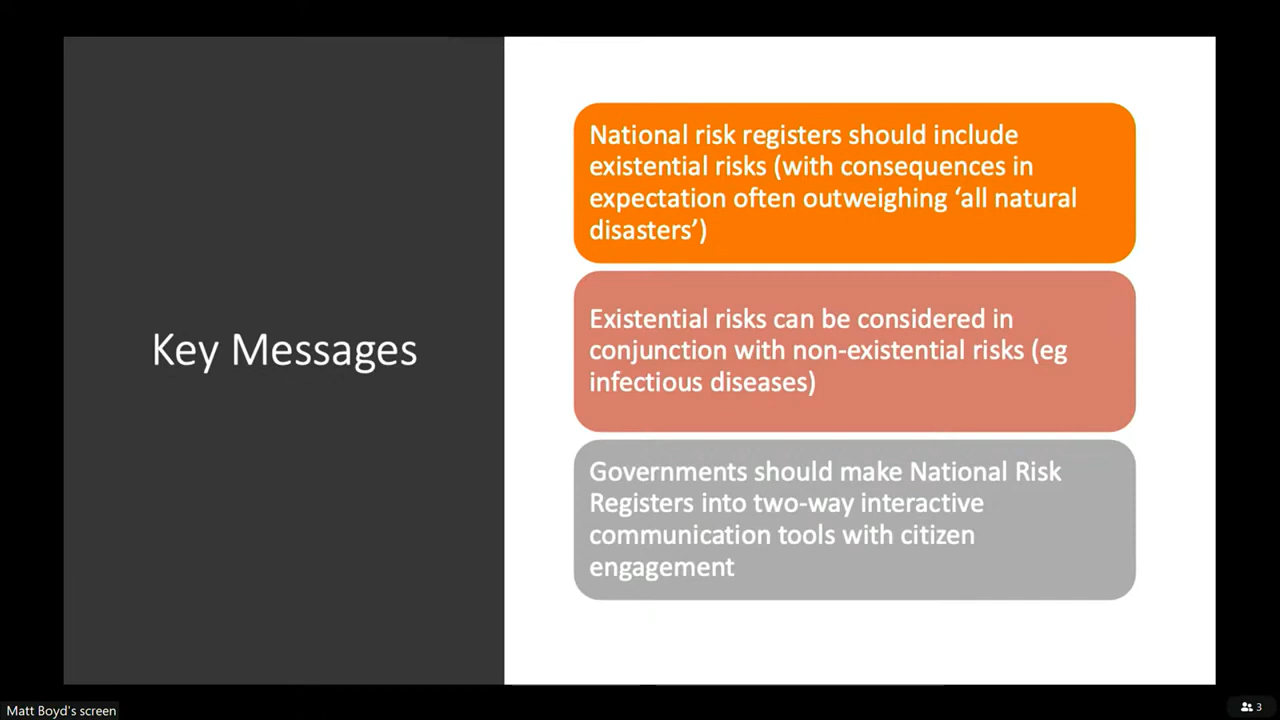 Key Messages
National risk registers should include
existential risks (with consequences in
expectation often outweighing ‘all natural
disasters’)
Existential risks can be considered in
conjunction with non-existential risks (eg
infectious diseases)
Governments should make National Risk
Registers into two-way interactive
communication tools with citizen
engagement
Matt Boyd's screen
3